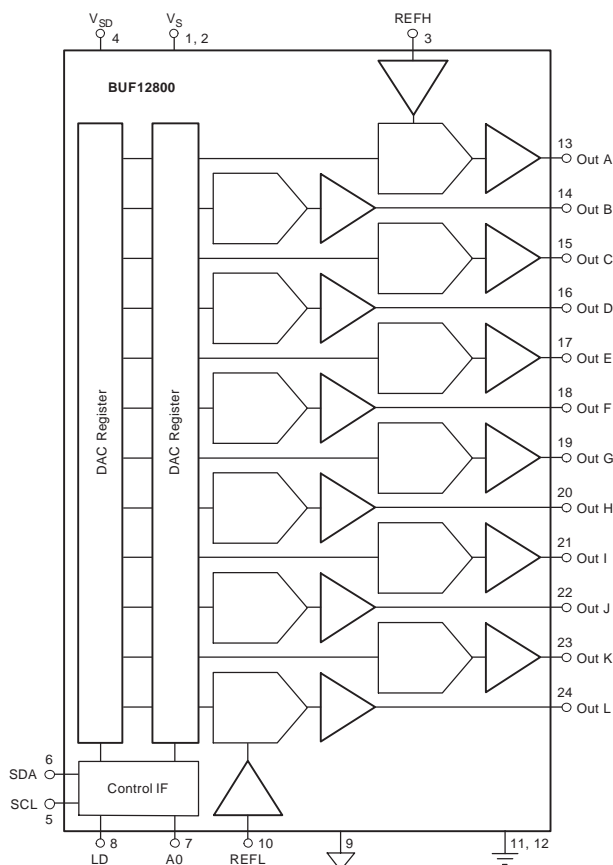 VSD
4
VS
1, 2
REFH
3
BUF12800
13
Out A
14
Out B
15
Out C
16
Out D
17
Out E
18
Out F
19
Out G
20
Out H
21
Out I
22
Out J
23
Out K
24
Out L
DAC Register
DAC Register
6
SDA
SCL
5
Control IF
8
LD
7
A0
10
REFL
9
11, 12